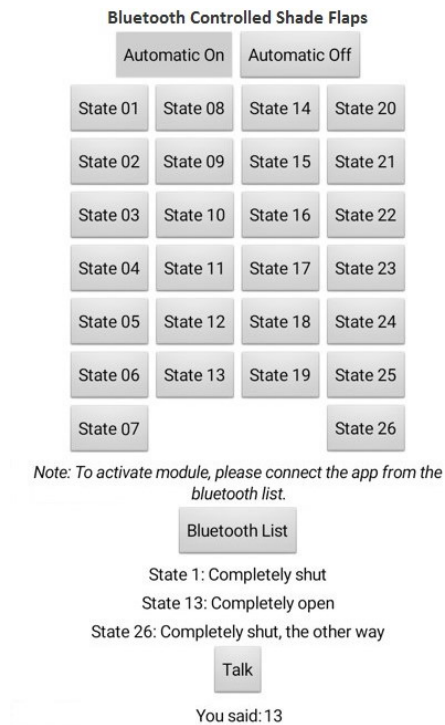 Bluetooth Controlled Shade Flaps
Automatic On Automatic Off
State 01 State 08 State 14 State 20
State 02 State 09 State 15 State 21
State 03 State 10 State 16 State 22
State 04 State 11 State 17 State 23
State 05 State 12 State 18 State 24
State 06 State 13 State 19 State 25
State 07 State 26
Note: To activate module, please connect the app from the
bluetooth list.
Bluetooth List
State 1: Completely shut
State 13: Completely open
State 26: Completely shut, the other way
Talk
You said:13